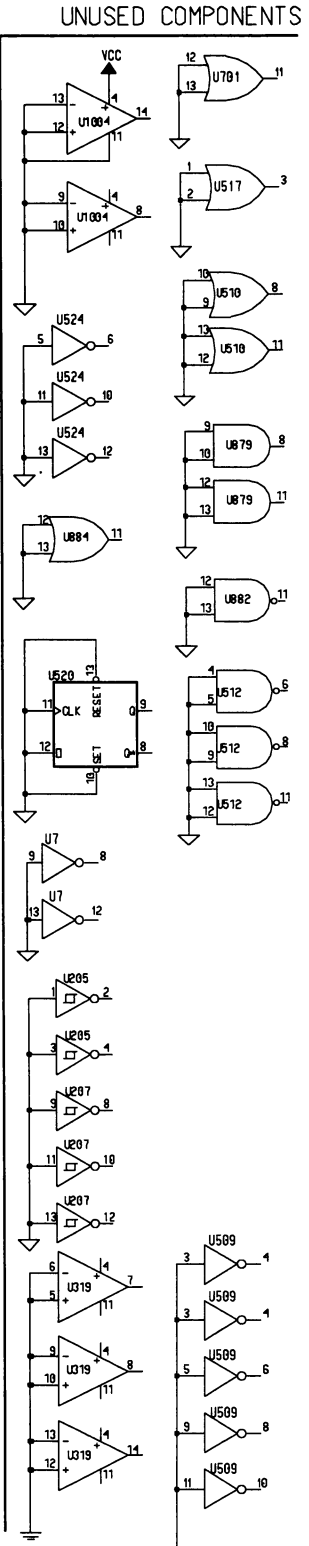 UNUSED COMPONENTS
VCC
13 - + 4 14
12 + U1004 11
9 - + 4 8
10 + U1004 11
U524
5 6
U524
11 10
U524
13 12
12 U884 11
13
U520 13
11 CLK RESET Q 9
12 D SET Q* 8
10
U7
9 8
U7
13 12
U205
1 2
U205
3 4
U207
9 8
U207
11 10
U207
13 12
6 - + 4 7
5 + U319 11
9 - + 4 8
10 + U319 11
13 - + 4 14
12 + U319 11
12 U701 11
13
1 U517 3
2
10 U510 8
9
13 U510 11
12
9 U879 8
10
12 U879 11
13
12 U882 11
13
4 U512 6
5
10 U512 8
9
13 U512 11
12
U509
3 4
U509
3 4
U509
5 6
U509
9 8
U509
11 10